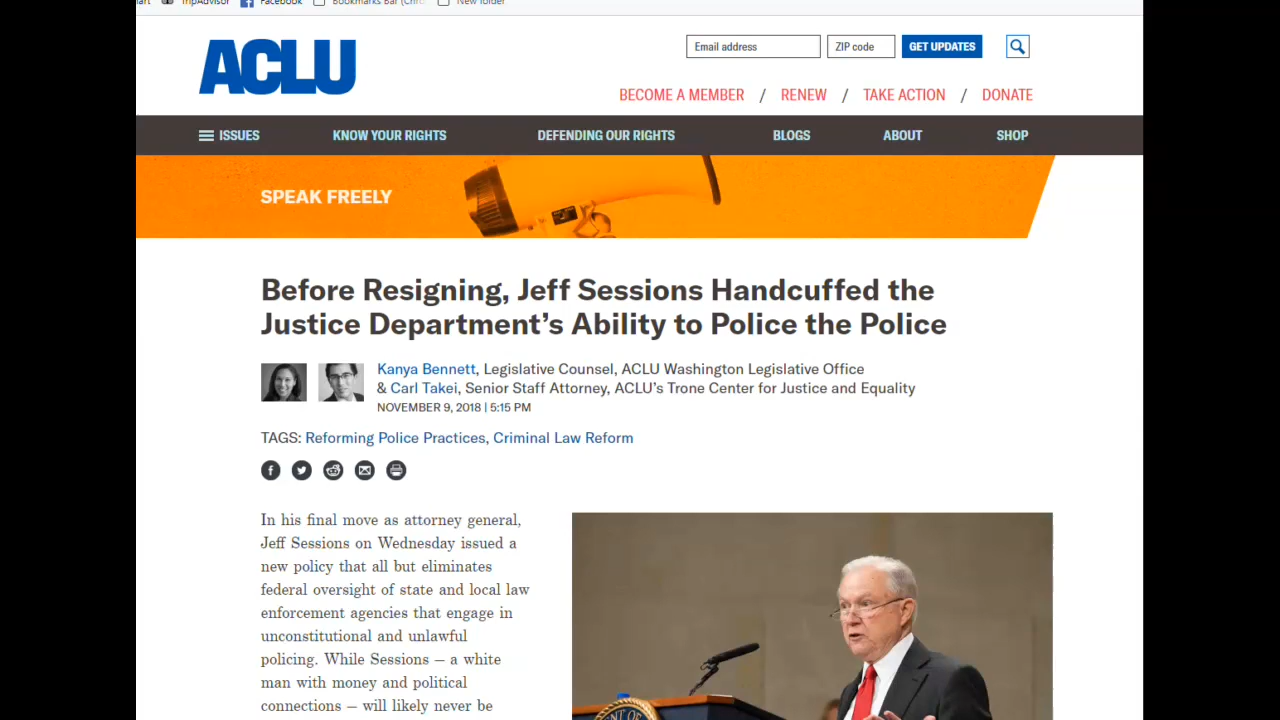 TripAdvisor Facebook Bookmarks Bar New folder
ACLU
Email address ZIP code GET UPDATES
BECOME A MEMBER / RENEW / TAKE ACTION / DONATE
ISSUES KNOW YOUR RIGHTS DEFENDING OUR RIGHTS BLOGS ABOUT SHOP
SPEAK FREELY
Before Resigning, Jeff Sessions Handcuffed the
Justice Department’s Ability to Police the Police
Kanya Bennett, Legislative Counsel, ACLU Washington Legislative Office
& Carl Takei, Senior Staff Attorney, ACLU’s Trone Center for Justice and Equality
NOVEMBER 9, 2018 | 5:15 PM
TAGS: Reforming Police Practices, Criminal Law Reform
In his final move as attorney general,
Jeff Sessions on Wednesday issued a
new policy that all but eliminates
federal oversight of state and local law
enforcement agencies that engage in
unconstitutional and unlawful
policing. While Sessions – a white
man with money and political
connections – will likely never be